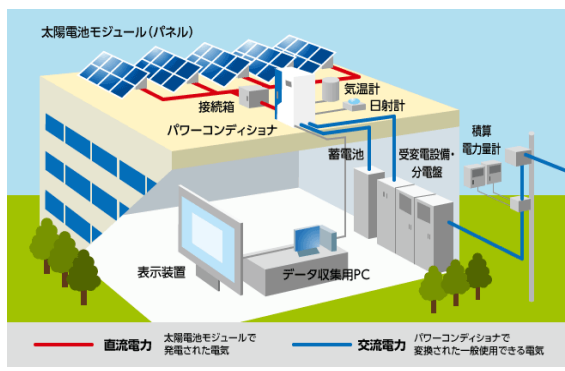 太陽電池モジュール(パネル)
接続箱
気温計
日射計
パワーコンディショナ
蓄電池
受変電設備・
分電盤
積算
電力量計
表示装置
データ収集用PC
直流電力
太陽電池モジュールで
発電された電気
交流電力
パワーコンディショナで
変換された一般使用できる電気